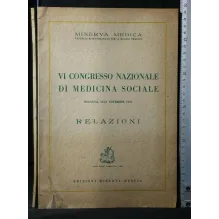 MINERVA MEDICA
VI CONGRESSO NAZIONALE
DI MEDICINA SOCIALE
RELAZIONI
EDIZIONI MINERVA MEDICA